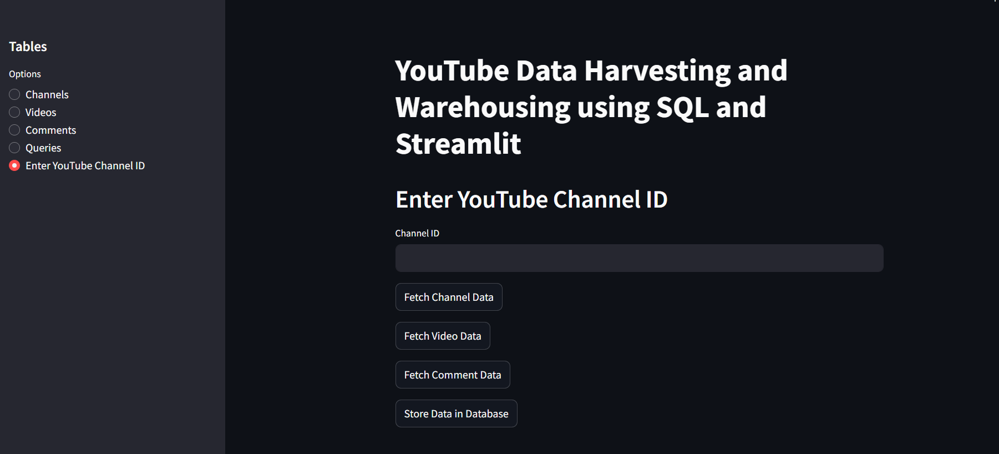 Tables
Options
Channels
Videos
Comments
Queries
Enter YouTube Channel ID
YouTube Data Harvesting and
Warehousing using SQL and
Streamlit
Enter YouTube Channel ID
Channel ID
Fetch Channel Data
Fetch Video Data
Fetch Comment Data
Store Data in Database